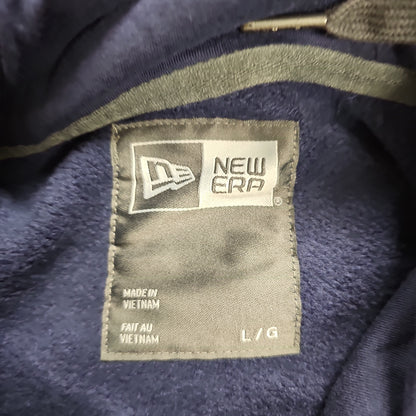 NEW
ERA®
MADE IN
VIETNAM
FAIT AU
VIETNAM
L / G